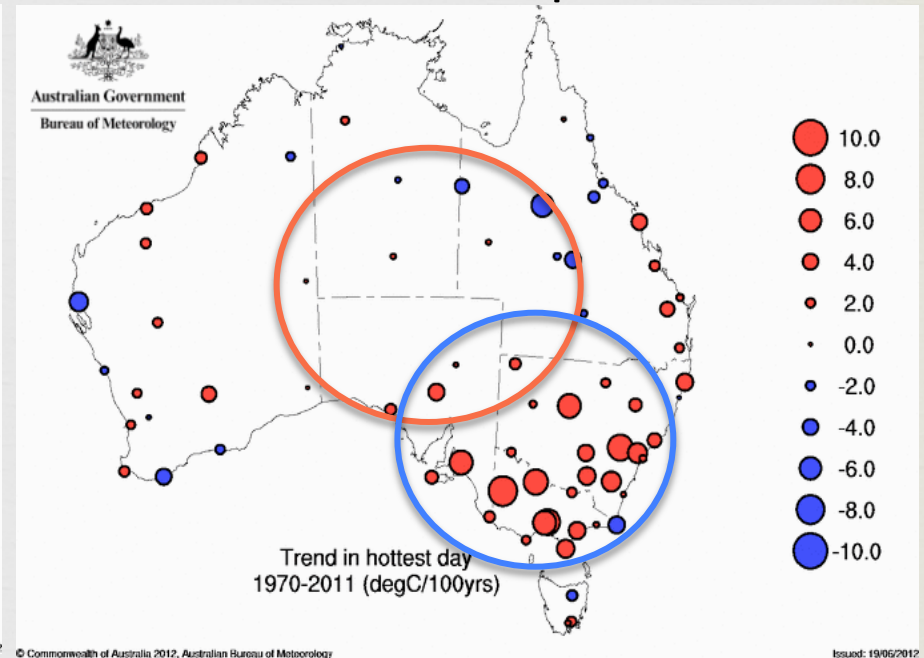 Australian Government
Bureau of Meteorology
10.0
8.0
6.0
4.0
2.0
0.0
-2.0
-4.0
-6.0
-8.0
-10.0
Trend in hottest day
1970-2011 (degC/100yrs)
© Commonwealth of Australia 2012, Australian Bureau of Meteorology
Issued: 19/06/2012